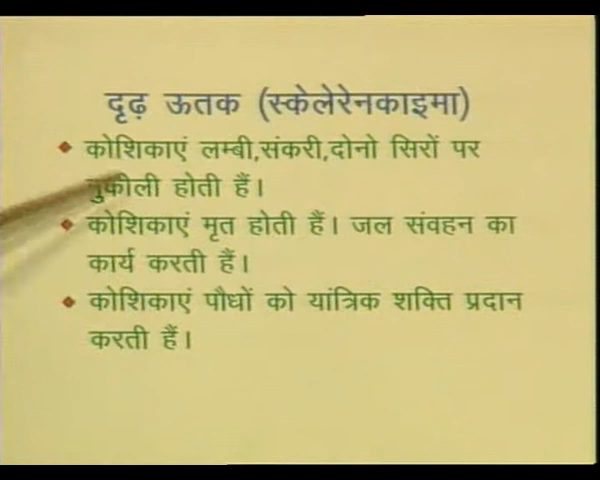 दृढ़ ऊतक (स्केलेरेनकाइमा)
कोशिकाएं लम्बी,संकरी,दोनो सिरों पर
नुकीली होती हैं।
कोशिकाएं मृत होती हैं। जल संवहन का
कार्य करती हैं।
कोशिकाएं पौधों को यांत्रिक शक्ति प्रदान
करती हैं।